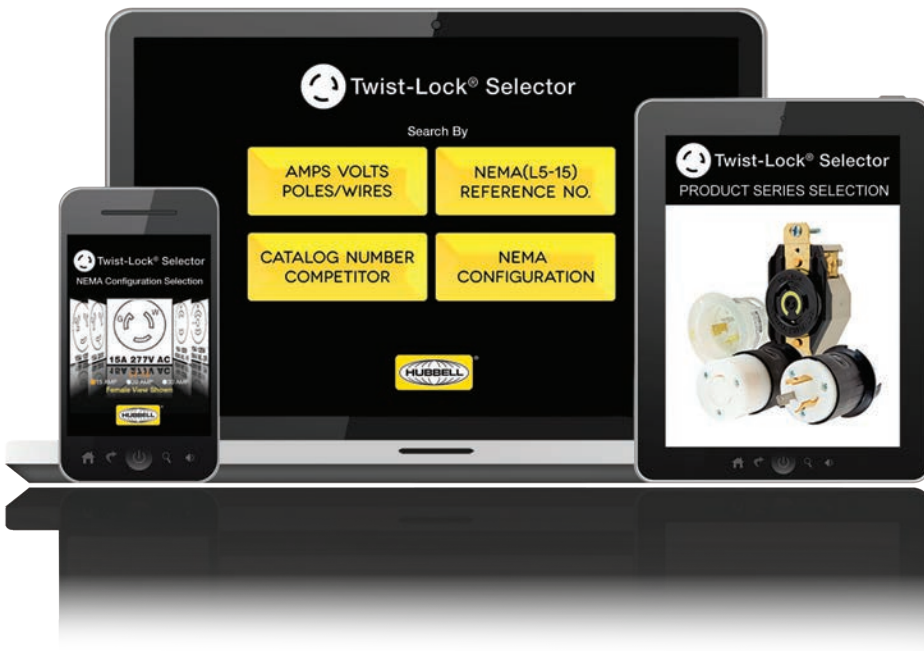 Twist-Lock® Selector
Search By
AMPS VOLTS
POLES/WIRES
NEMA(L5-15)
REFERENCE NO.
CATALOG NUMBER
COMPETITOR
NEMA
CONFIGURATION
HUBBELL®
Twist-Lock® Selector
NEMA Configuration Selection
G W
15A 277V AC
Female View Shown
HUBBELL
Twist-Lock® Selector
PRODUCT SERIES SELECTION